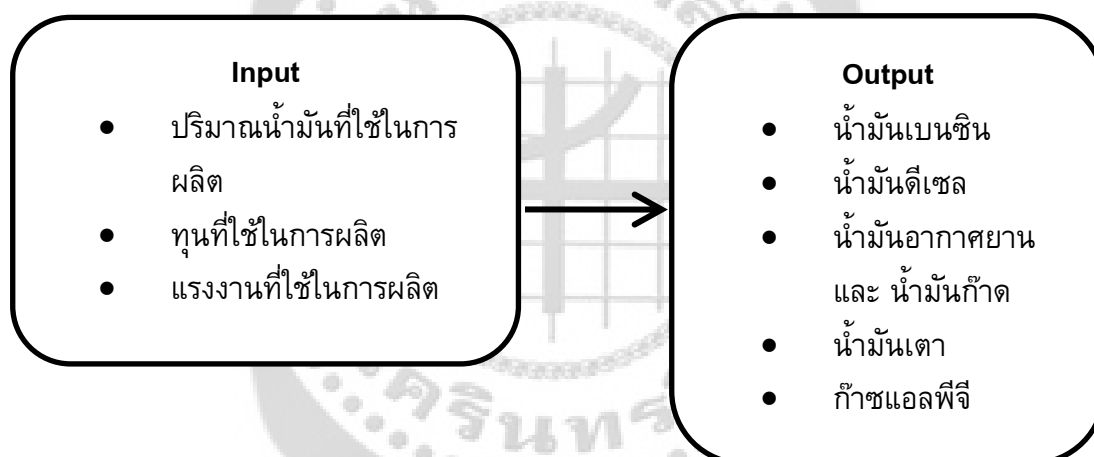 Input
● ปริมาณน้ำมันที่ใช้ในการ
ผลิต
● ทุนที่ใช้ในการผลิต
● แรงงานที่ใช้ในการผลิต
Output
● น้ำมันเบนซิน
● น้ำมันดีเซล
● น้ำมันอากาศยาน
และ น้ำมันก๊าด
● น้ำมันเตา
● ก๊าซแอลพีจี